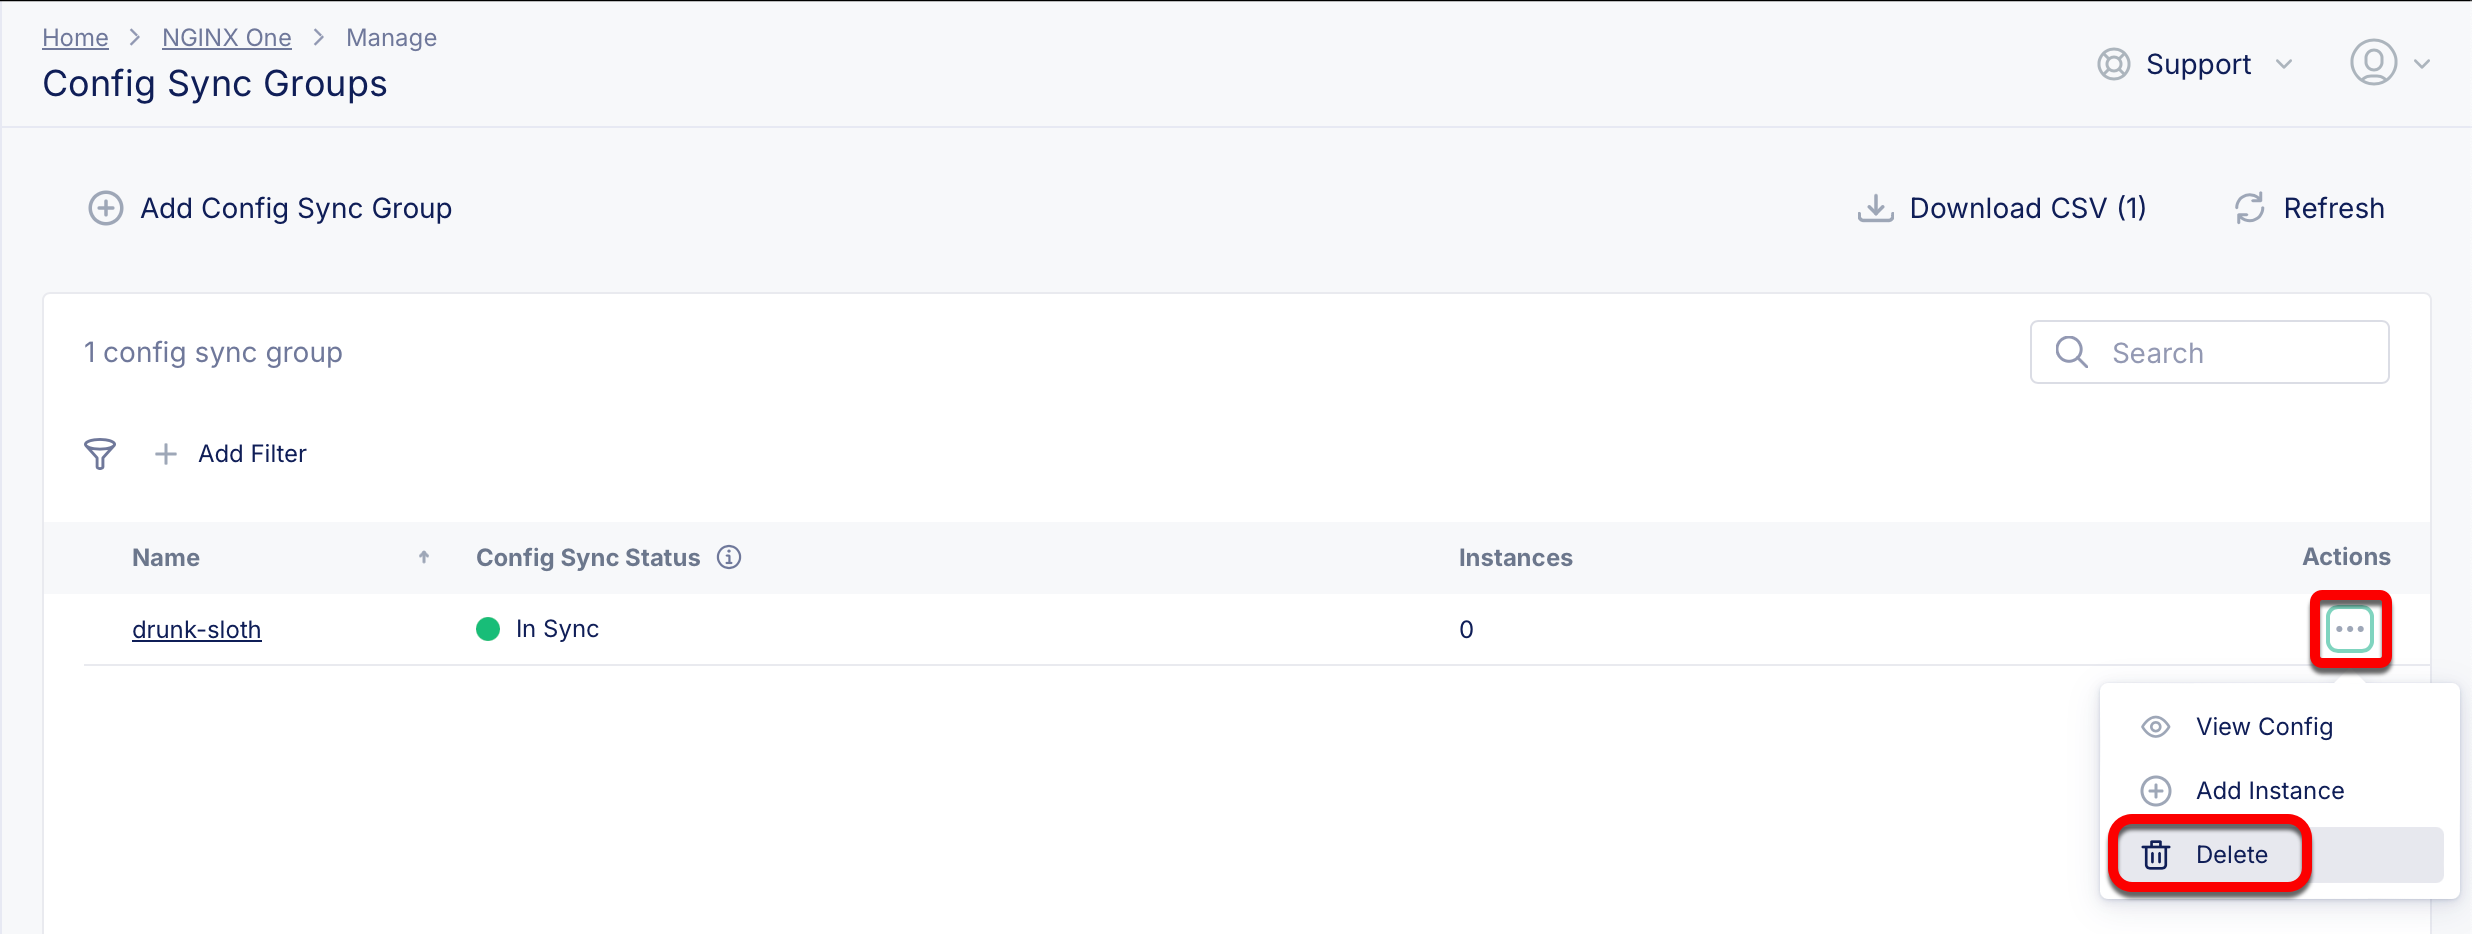 Home > NGINX One > Manage
Config Sync Groups
Support
Add Config Sync Group
Download CSV (1)
Refresh
1 config sync group
Search
Add Filter
Name
Config Sync Status
Instances
Actions
drunk-sloth
In Sync
0
View Config
Add Instance
Delete